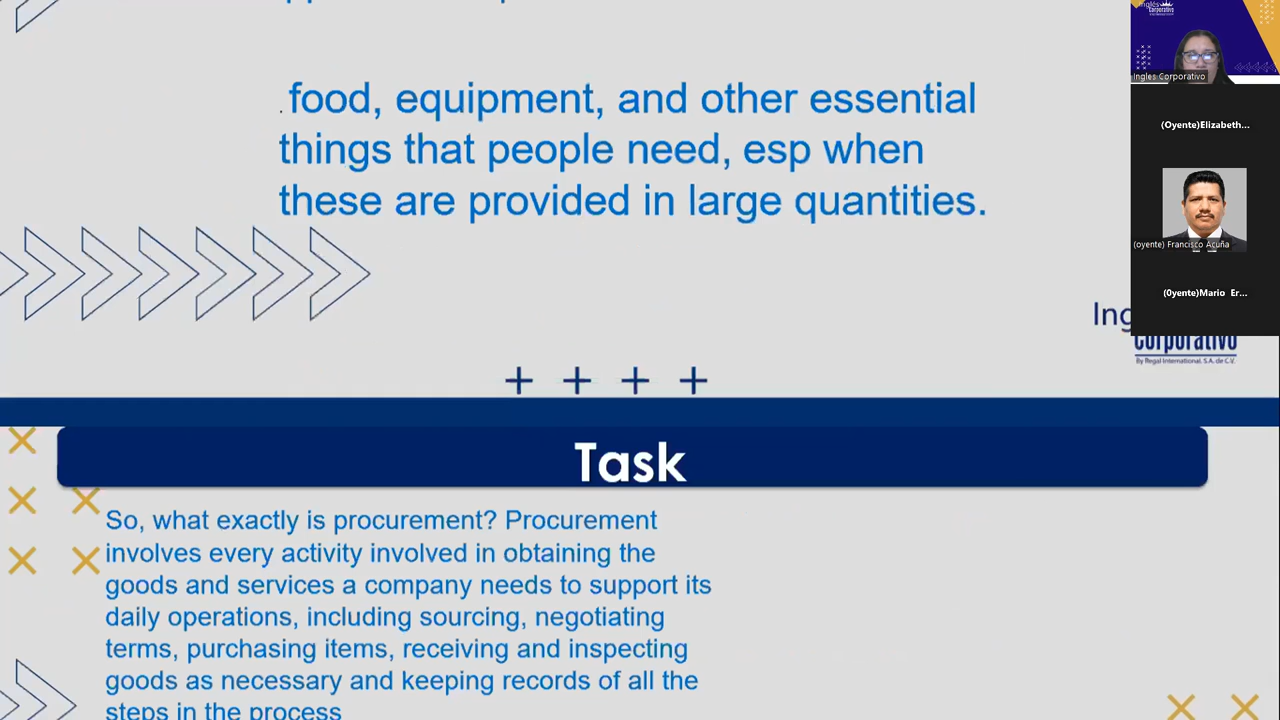 . food, equipment, and other essential
things that people need, esp when
these are provided in large quantities.
Ing
Corporativo
By Regal International, S.A. de C.V.
Task
So, what exactly is procurement? Procurement
involves every activity involved in obtaining the
goods and services a company needs to support its
daily operations, including sourcing, negotiating
terms, purchasing items, receiving and inspecting
goods as necessary and keeping records of all the
steps in the process
Ingles Corporativo
(Oyente)Elizabeth...
(oyente) Francisco Acuña
(0yente)Mario Er...